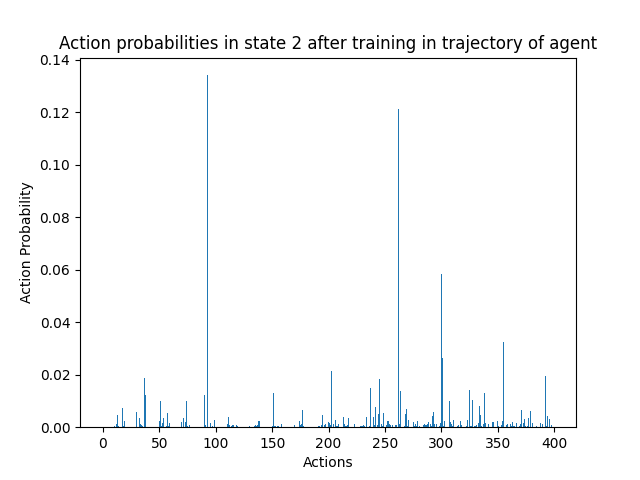 Action probabilities in state 2 after training in trajectory of agent
0.14
0.12
0.10
0.08
0.06
0.04
0.02
0.00
Action Probability
0 50 100 150 200 250 300 350 400
Actions